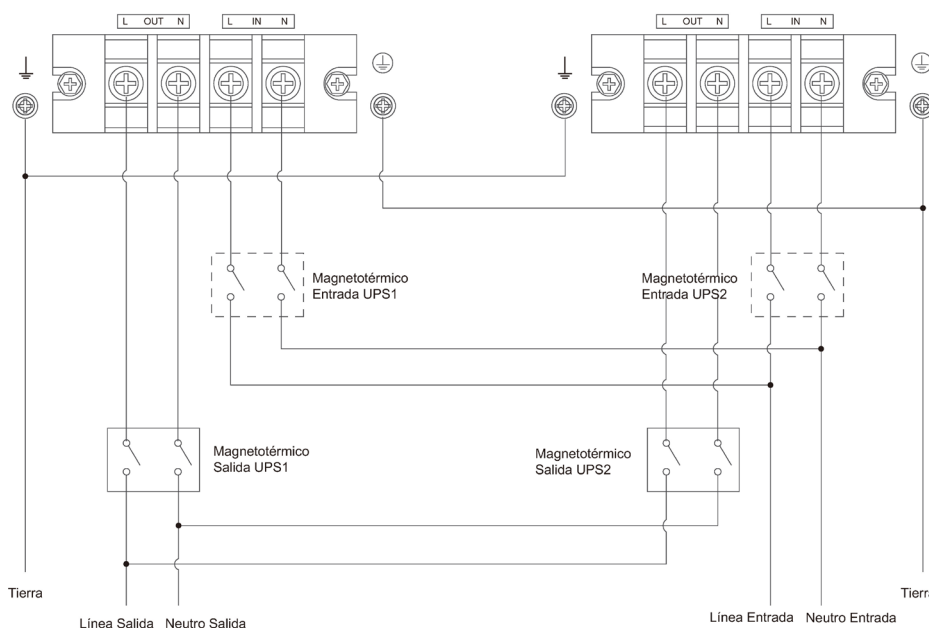 L OUT N
L IN N
L OUT N
L IN N
Magnetotérmico
Entrada UPS1
Magnetotérmico
Entrada UPS2
Magnetotérmico
Salida UPS1
Magnetotérmico
Salida UPS2
Tierra
Tierra
Línea Salida
Neutro Salida
Línea Entrada
Neutro Entrada